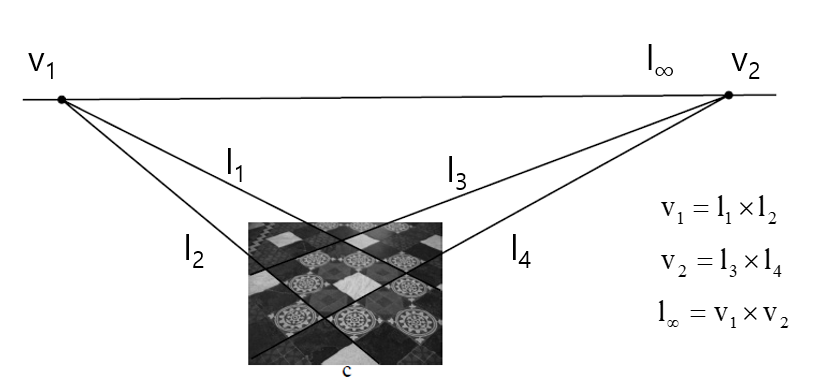 v₁
l∞
v₂
l₁
l₃
l₂
l₄
v₁ = l₁ × l₂
v₂ = l₃ × l₄
l∞ = v₁ × v₂
c